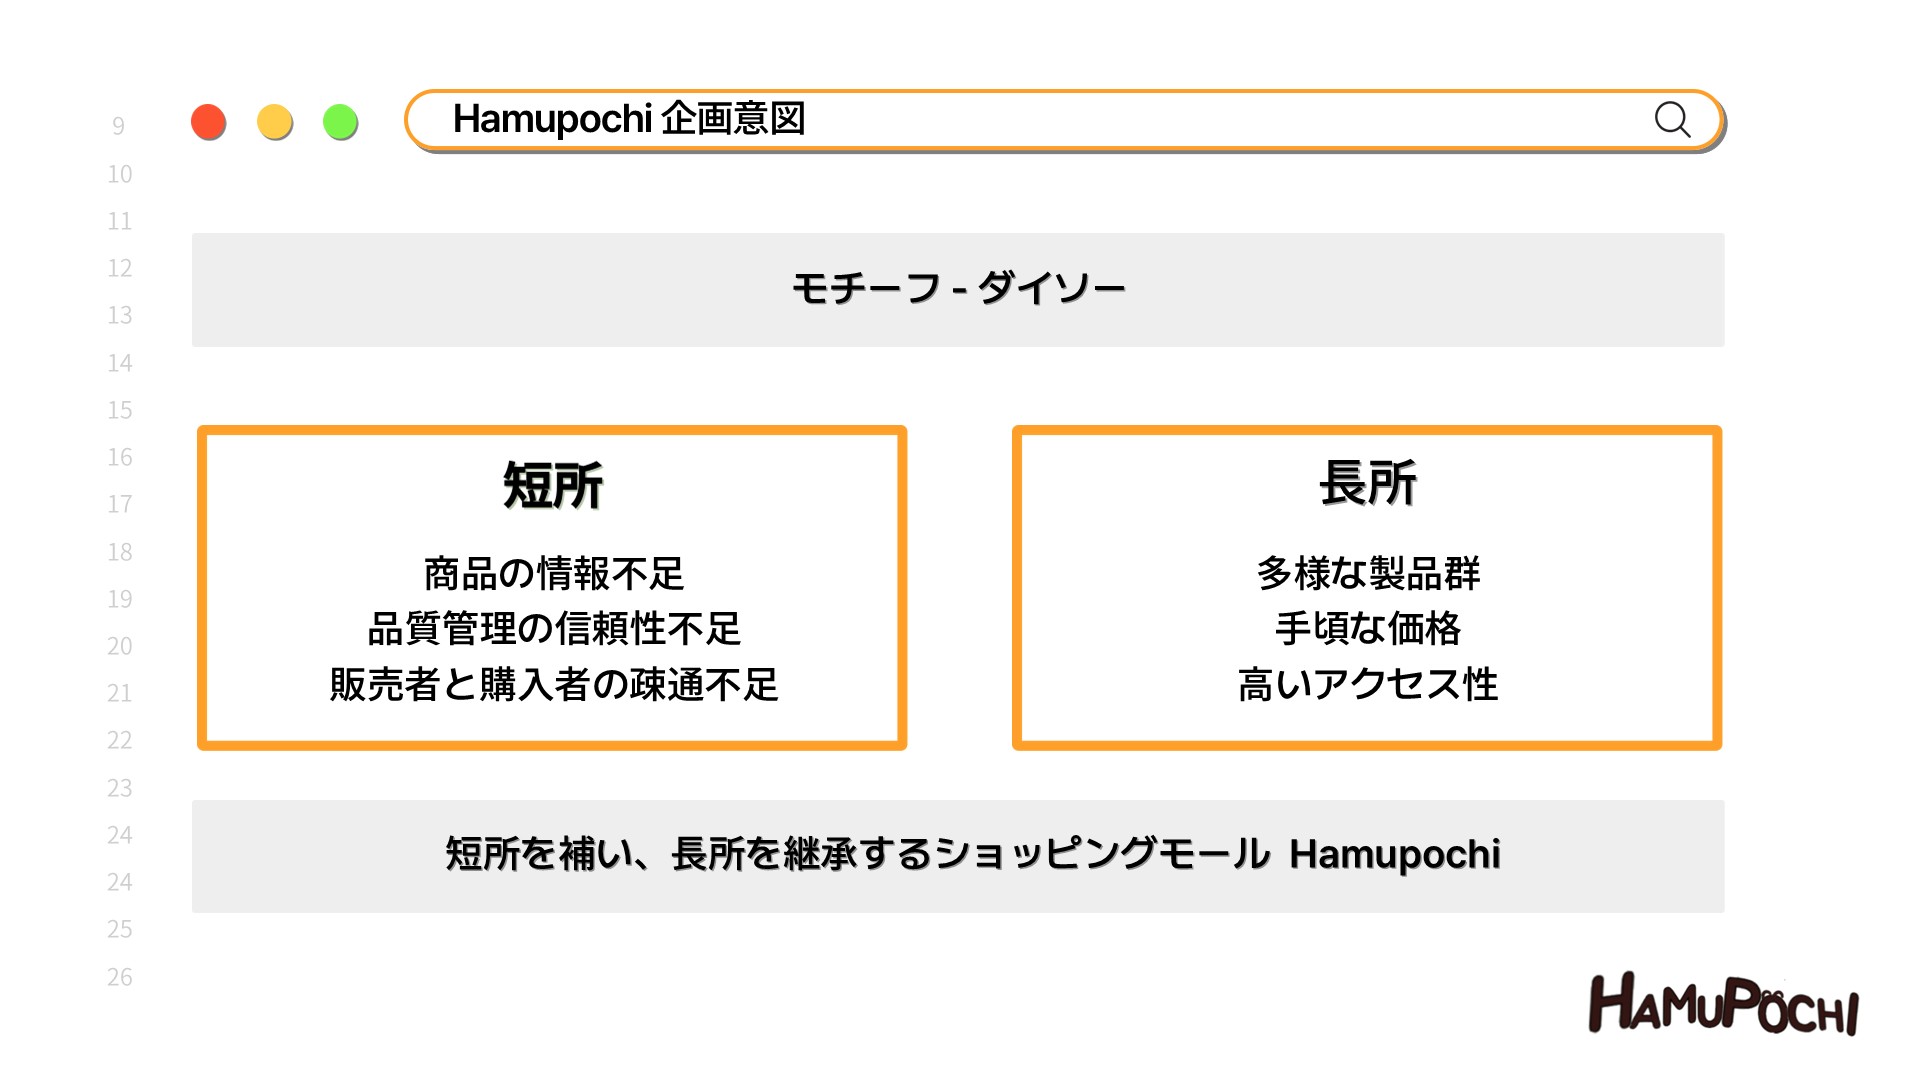 Hamupochi 企画意図
9
10
11
12
13
14
15
16
17
18
19
20
21
22
23
24
24
25
26
モチーフ - ダイソー
短所
商品の情報不足
品質管理の信頼性不足
販売者と購入者の疎通不足
長所
多様な製品群
手頃な価格
高いアクセス性
短所を補い、長所を継承するショッピングモール Hamupochi
HAMUPOCHI